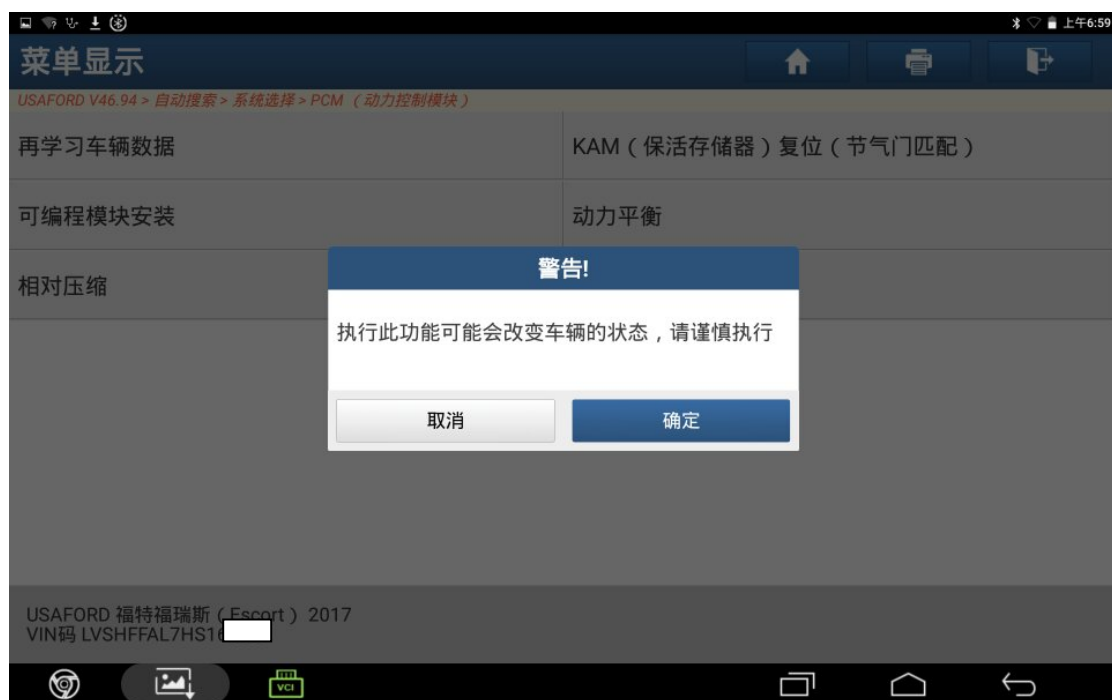 上午6:59
菜单显示
USAFORD V46.94 > 自动搜索 > 系统选择 > PCM （动力控制模块）
再学习车辆数据
KAM（保活存储器）复位（节气门匹配）
可编程模块安装
动力平衡
相对压缩
警告!
执行此功能可能会改变车辆的状态，请谨慎执行
取消
确定
USAFORD 福特福瑞斯（Escort）2017
VIN码 LVSHFFAL7HS16
VCI